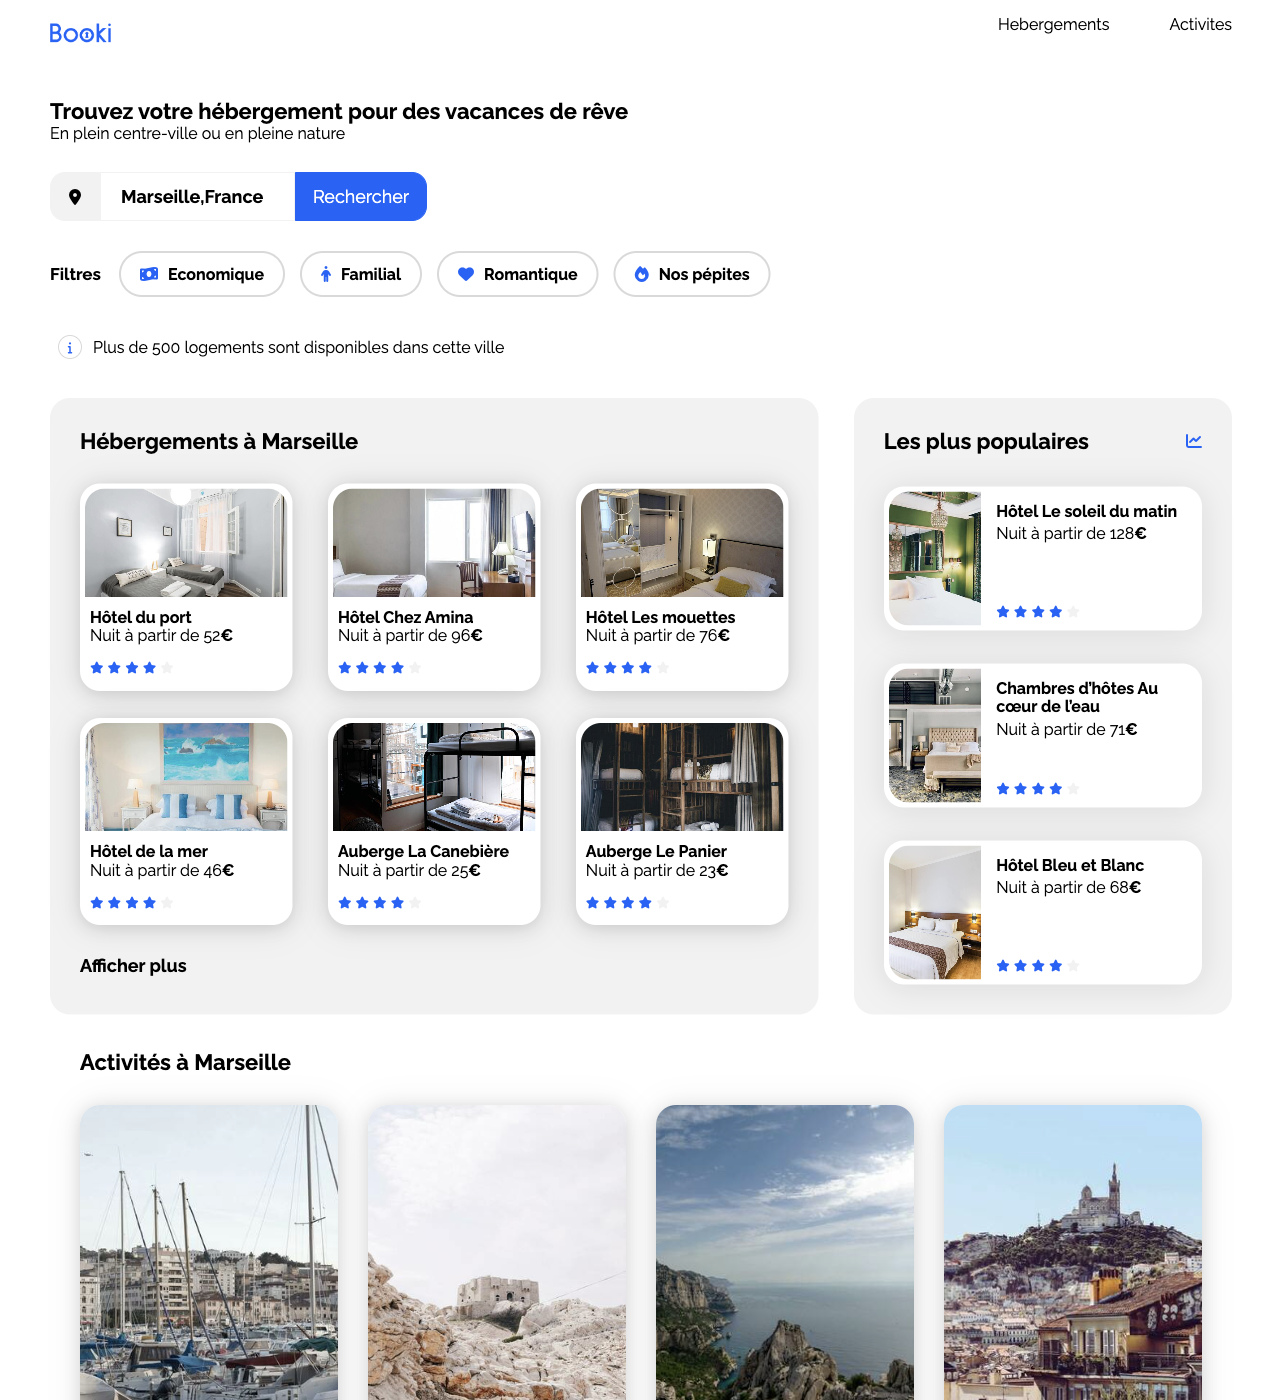 Booki
Hebergements
Activites
Trouvez votre hébergement pour des vacances de rêve
En plein centre-ville ou en pleine nature
Marseille,France
Rechercher
Filtres
Economique
Familial
Romantique
Nos pépites
Plus de 500 logements sont disponibles dans cette ville
Hébergements à Marseille
Hôtel du port
Nuit à partir de 52€
Hôtel Chez Amina
Nuit à partir de 96€
Hôtel Les mouettes
Nuit à partir de 76€
Hôtel de la mer
Nuit à partir de 46€
Auberge La Canebière
Nuit à partir de 25€
Auberge Le Panier
Nuit à partir de 23€
Afficher plus
Les plus populaires
Hôtel Le soleil du matin
Nuit à partir de 128€
Chambres d’hôtes Au
cœur de l’eau
Nuit à partir de 71€
Hôtel Bleu et Blanc
Nuit à partir de 68€
Activités à Marseille